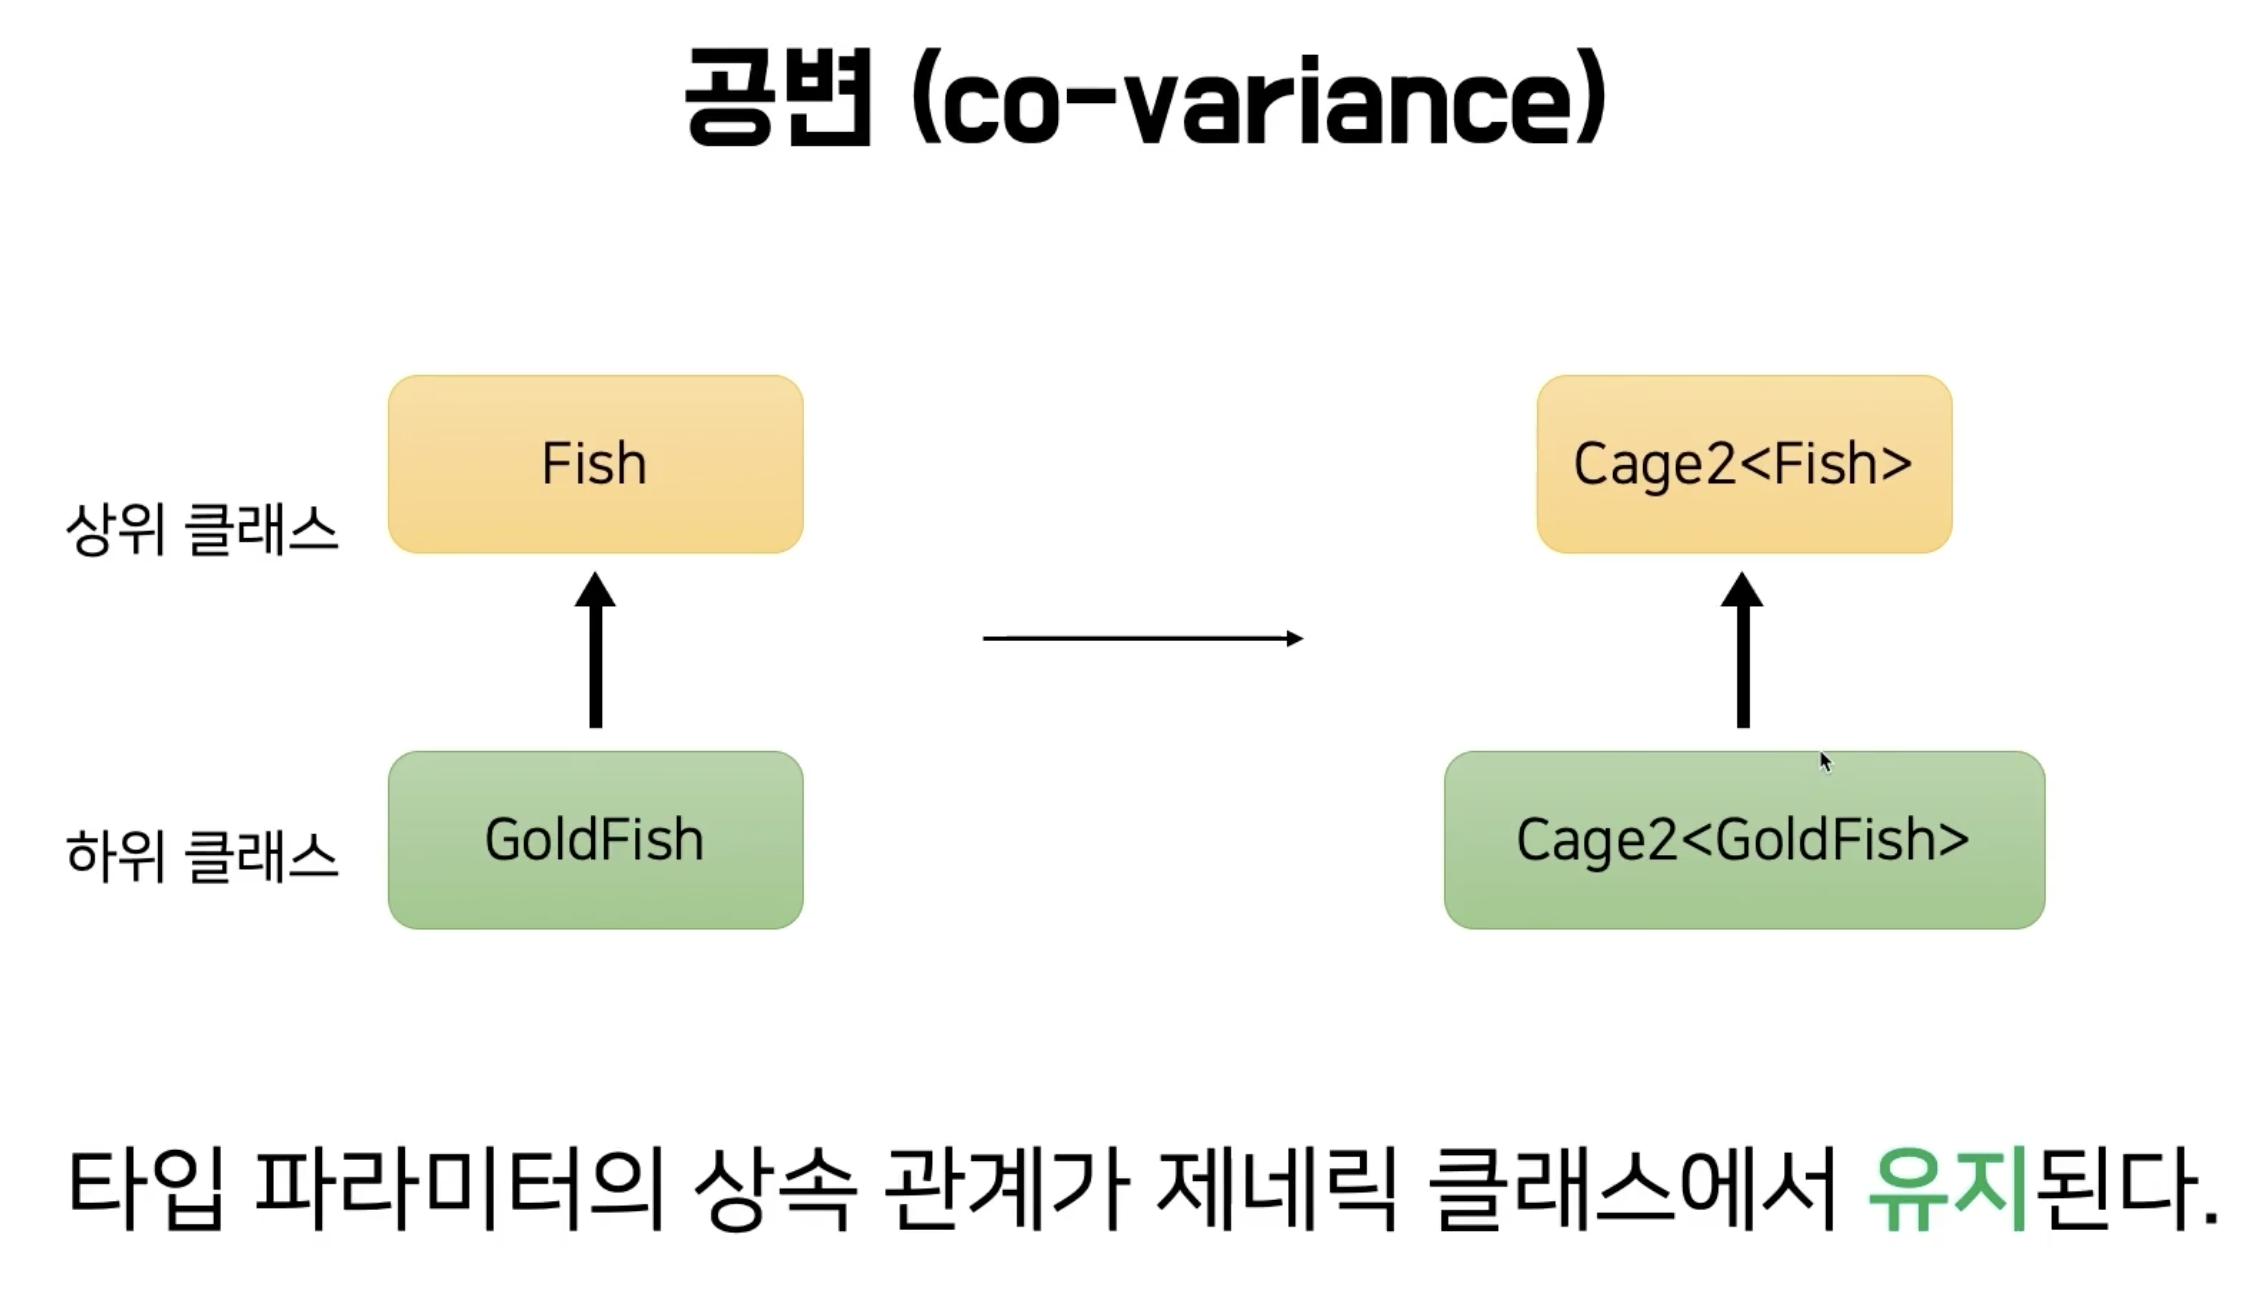 공변 (co-variance)
Fish
Cage2<Fish>
상위 클래스
GoldFish
Cage2<GoldFish>
하위 클래스
타입 파라미터의 상속 관계가 제네릭 클래스에서 유지된다.